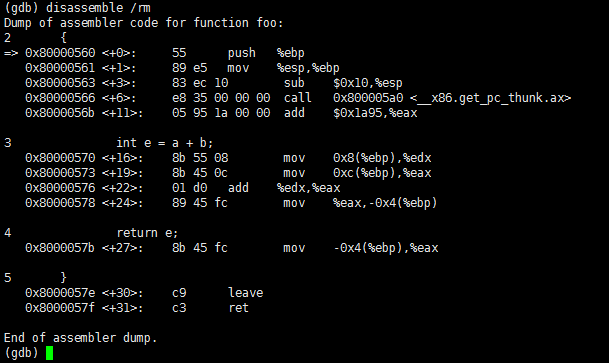 (gdb) disassemble /rm
Dump of assembler code for function foo:
2       {
=> 0x80000560 <+0>:     55      push   %ebp
   0x80000561 <+1>:     89 e5   mov    %esp,%ebp
   0x80000563 <+3>:     83 ec 10        sub    $0x10,%esp
   0x80000566 <+6>:     e8 35 00 00 00  call   0x800005a0 <__x86.get_pc_thunk.ax>
   0x8000056b <+11>:    05 95 1a 00 00  add    $0x1a95,%eax
3               int e = a + b;
   0x80000570 <+16>:    8b 55 08        mov    0x8(%ebp),%edx
   0x80000573 <+19>:    8b 45 0c        mov    0xc(%ebp),%eax
   0x80000576 <+22>:    01 d0   add    %edx,%eax
   0x80000578 <+24>:    89 45 fc        mov    %eax,-0x4(%ebp)
4               return e;
   0x8000057b <+27>:    8b 45 fc        mov    -0x4(%ebp),%eax
5       }
   0x8000057e <+30>:    c9      leave
   0x8000057f <+31>:    c3      ret
End of assembler dump.
(gdb)